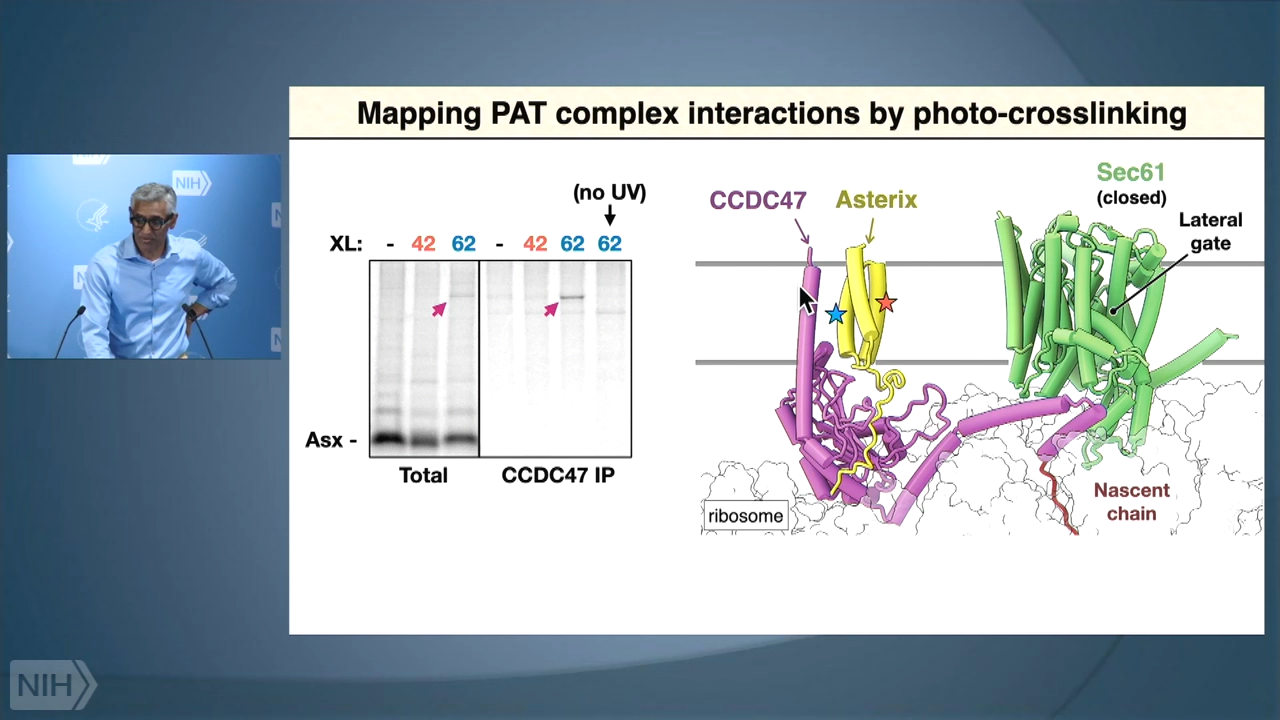 Mapping PAT complex interactions by photo-crosslinking
NIH
(no UV)
XL: - 42 62 - 42 62 62
Asx -
Total
CCDC47 IP
CCDC47
Asterix
Sec61
(closed)
Lateral
gate
ribosome
Nascent
chain
NIH